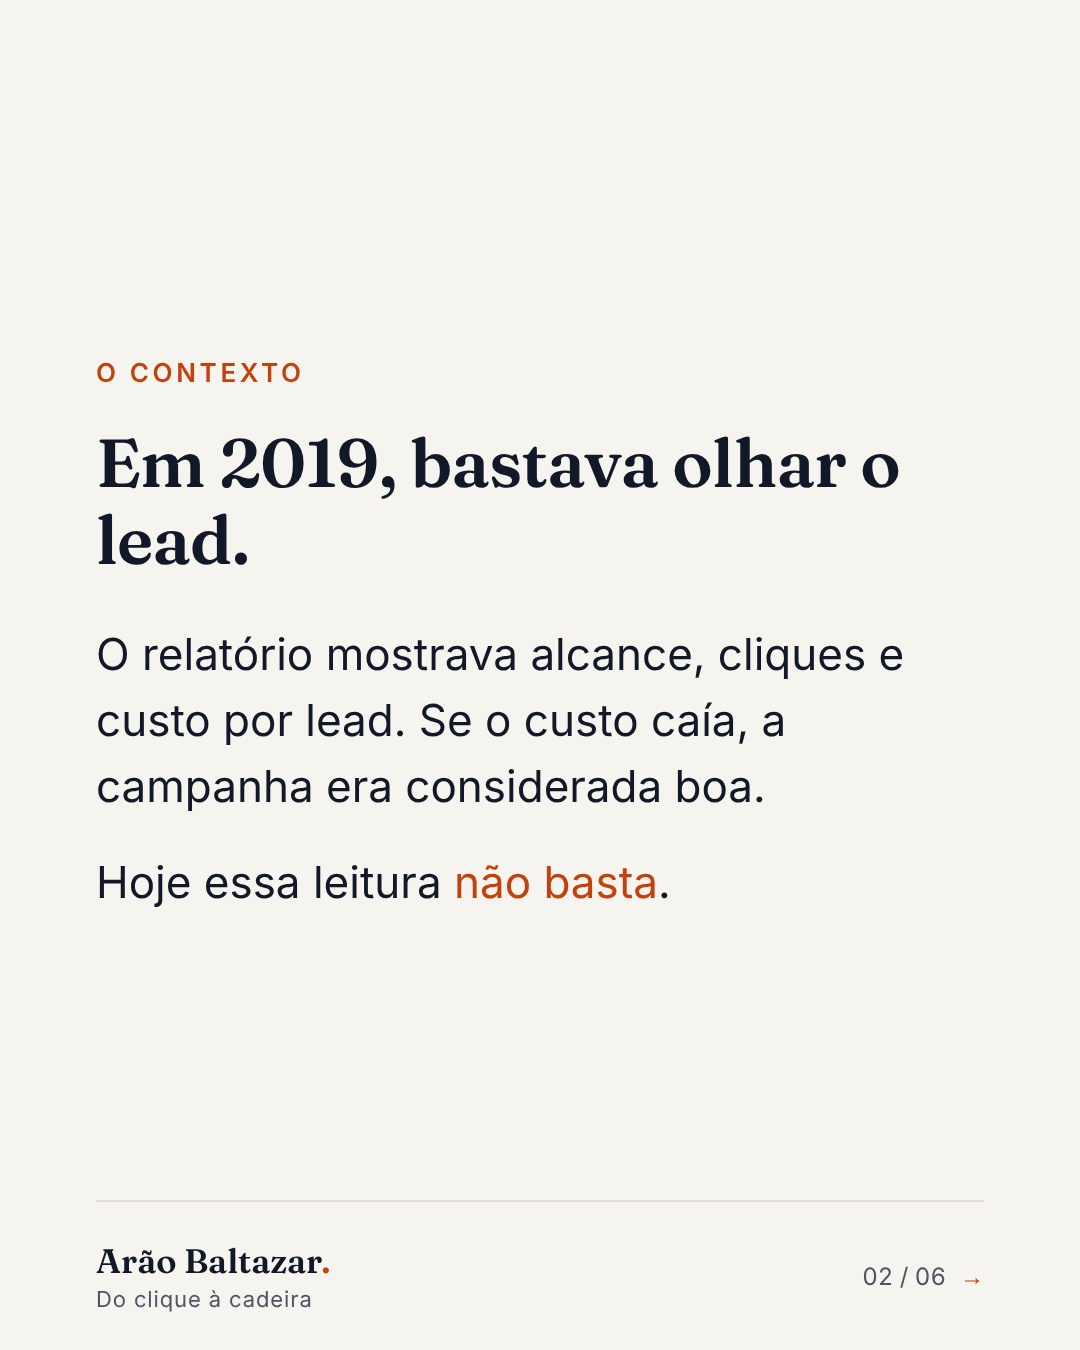 O CONTEXTO
Em 2019, bastava olhar o
lead.
O relatório mostrava alcance, cliques e
custo por lead. Se o custo caía, a
campanha era considerada boa.
Hoje essa leitura não basta.
Arão Baltazar.
Do clique à cadeira
02 / 06 →